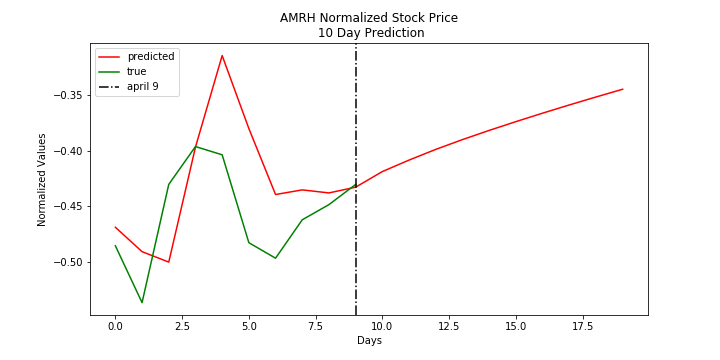 AMRH Normalized Stock Price
10 Day Prediction
predicted
true
april 9
Normalized Values
−0.35
−0.40
−0.45
−0.50
0.0 2.5 5.0 7.5 10.0 12.5 15.0 17.5
Days